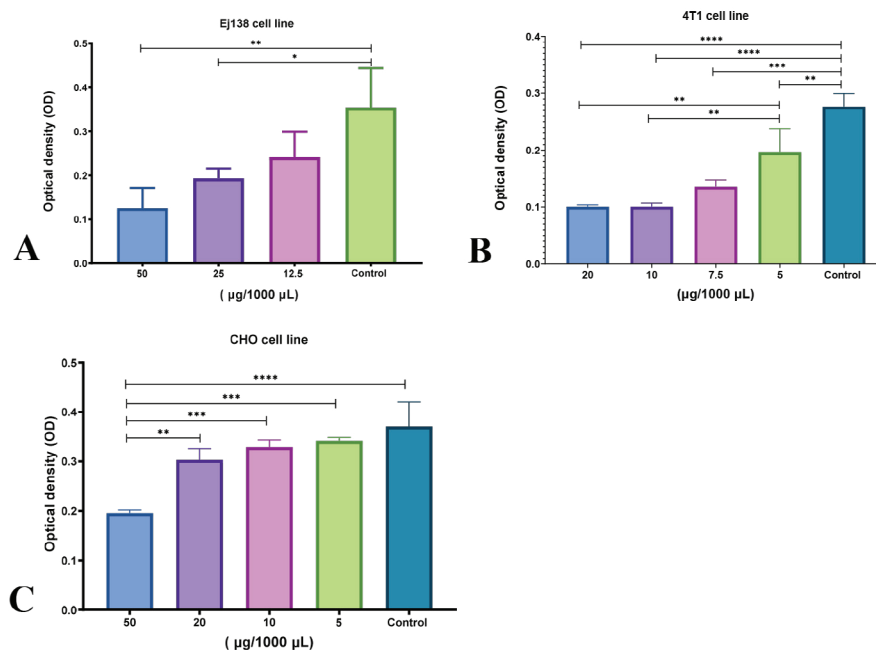 Ej138 cell line
Optical density (OD)
0.5
0.4
0.3
0.2
0.1
0.0
**
*
50 25 12.5 Control
( µg/1000 µL)
A
4T1 cell line
Optical density (OD)
0.4
0.3
0.2
0.1
0.0
****
****
***
**
**
**
20 10 7.5 5 Control
(µg/1000 µL)
B
CHO cell line
Optical density (OD)
0.5
0.4
0.3
0.2
0.1
0.0
****
***
***
**
50 20 10 5 Control
( µg/1000 µL)
C